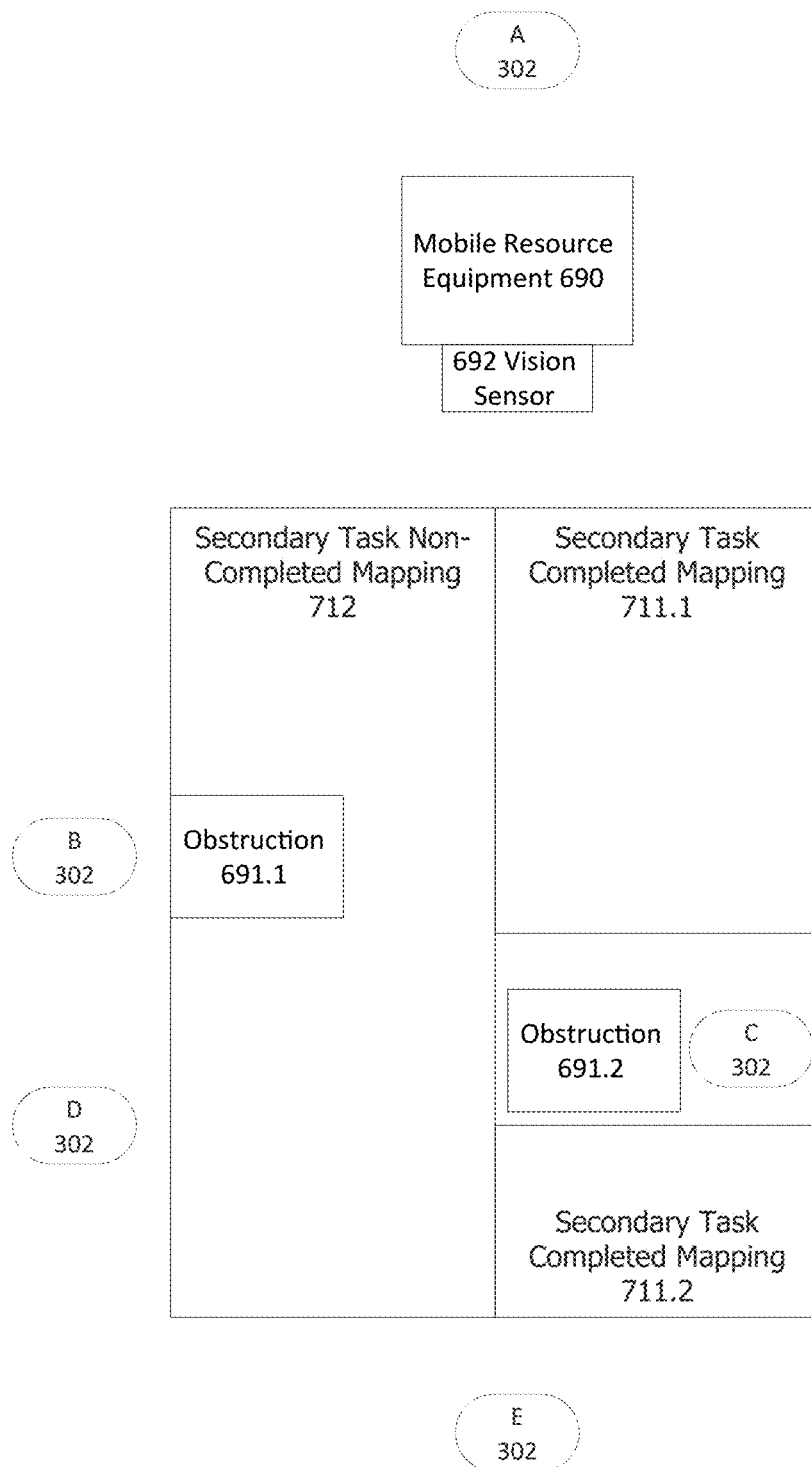 A
302
Mobile Resource
Equipment 690
692 Vision
Sensor
Secondary Task Non-
Completed Mapping
712
Secondary Task
Completed Mapping
711.1
B
302
Obstruction
691.1
Obstruction
691.2
C
302
D
302
Secondary Task
Completed Mapping
711.2
E
302